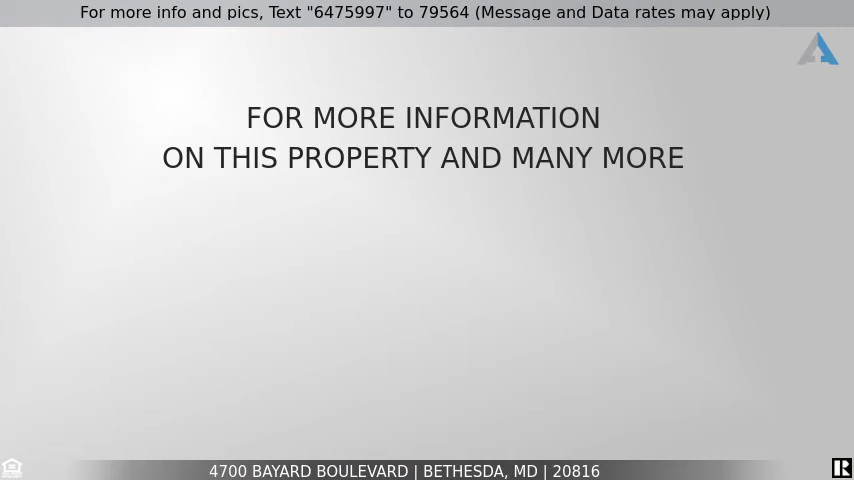 For more info and pics, Text "6475997" to 79564 (Message and Data rates may apply)
FOR MORE INFORMATION
ON THIS PROPERTY AND MANY MORE
4700 BAYARD BOULEVARD | BETHESDA, MD | 20816